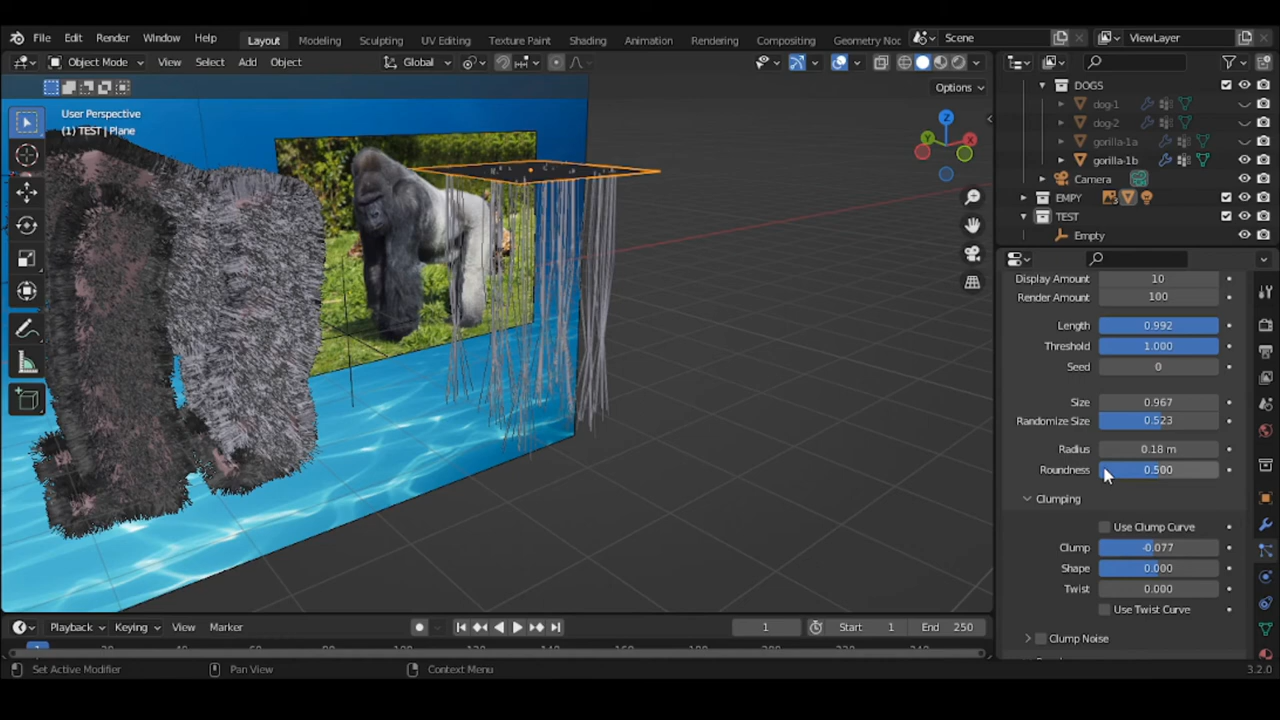 File Edit Render Window Help Layout Modeling Sculpting UV Editing Texture Paint Shading Animation Rendering Compositing Geometry Noc Scene ViewLayer
Object Mode View Select Add Object Global
Options
User Perspective
(1) TEST | Plane
X
Y
Z
DOGS
dog-1
dog-2
gorilla-1a
gorilla-1b
Camera
EMPY
TEST
Empty
Display Amount 10
Render Amount 100
Length 0.992
Threshold 1.000
Seed 0
Size 0.967
Randomize Size 0.523
Radius 0.18 m
Roundness 0.500
Clumping
Use Clump Curve
Clump -0.077
Shape 0.000
Twist 0.000
Use Twist Curve
Clump Noise
Playback Keying View Marker 1 Start 1 End 250
Set Active Modifier Pan View Context Menu 3.2.0